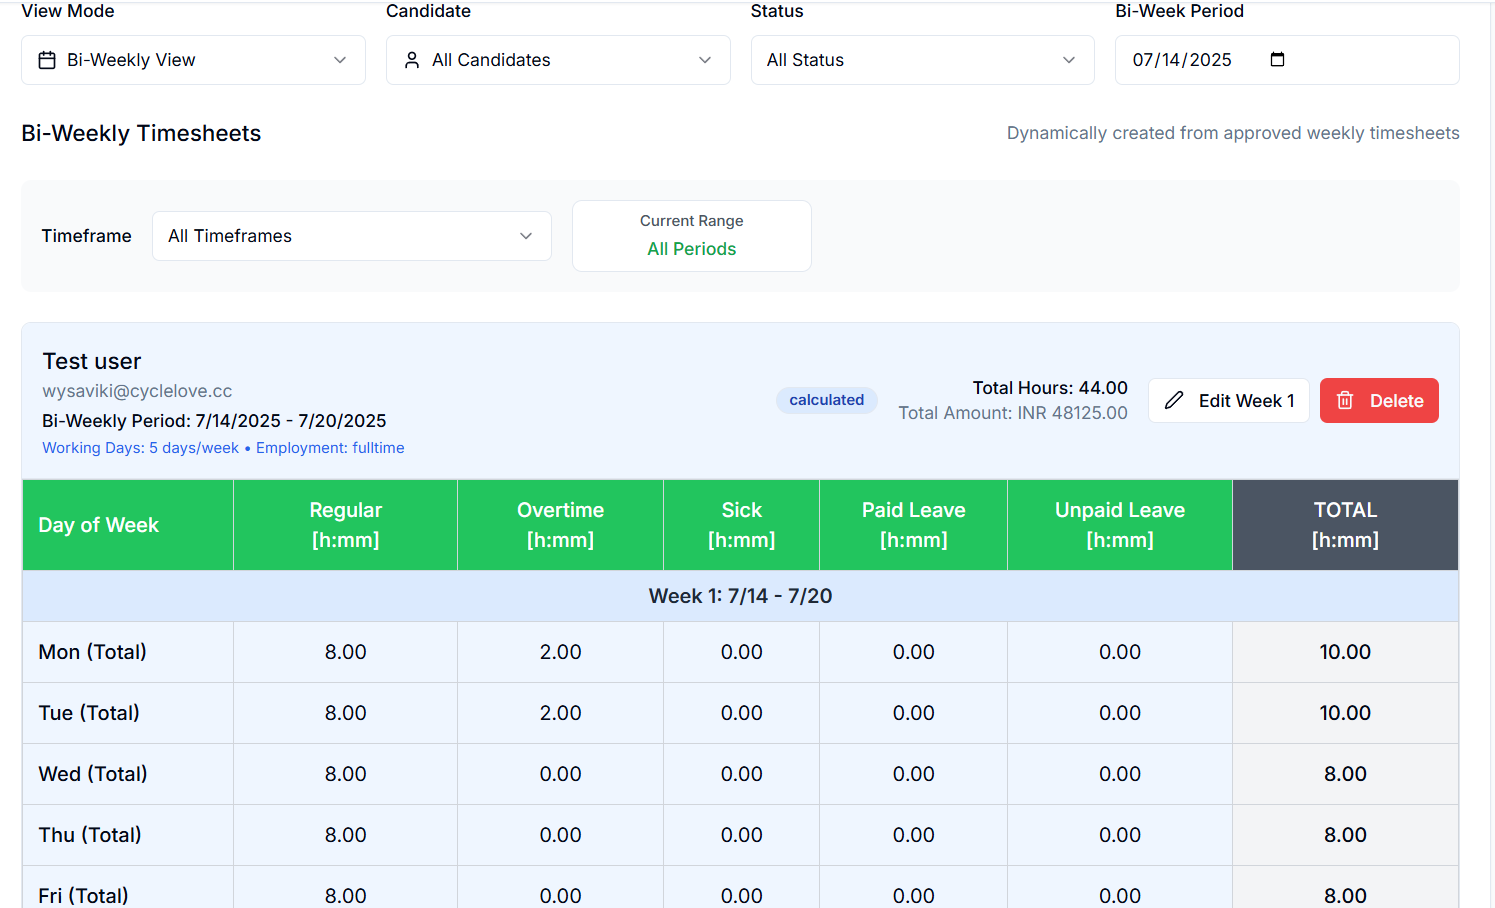 View Mode Candidate Status Bi-Week Period
Bi-Weekly View All Candidates All Status 07/14/2025
Bi-Weekly Timesheets Dynamically created from approved weekly timesheets
Current Range
Timeframe All Timeframes
All Periods
Test user
wysaviki@cyclelove.cc
Bi-Weekly Period: 7/14/2025 - 7/20/2025
Working Days: 5 days/week • Employment: fulltime
calculated
Total Hours: 44.00
Total Amount: INR 48125.00
Edit Week 1 Delete
Day of Week Regular [h:mm] Overtime [h:mm] Sick [h:mm] Paid Leave [h:mm] Unpaid Leave [h:mm] TOTAL [h:mm]
Week 1: 7/14 - 7/20
Mon (Total) 8.00 2.00 0.00 0.00 0.00 10.00
Tue (Total) 8.00 2.00 0.00 0.00 0.00 10.00
Wed (Total) 8.00 0.00 0.00 0.00 0.00 8.00
Thu (Total) 8.00 0.00 0.00 0.00 0.00 8.00
Fri (Total) 8.00 0.00 0.00 0.00 0.00 8.00